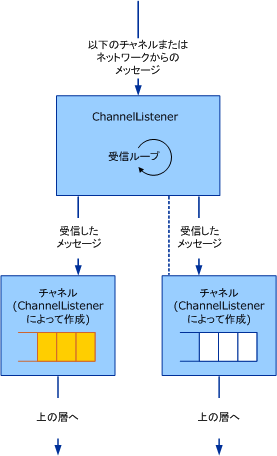 以下のチャネルまたは
ネットワークからの
メッセージ
ChannelListener
受信ループ
受信した
メッセージ
受信した
メッセージ
チャネル
(ChannelListener
によって作成)
チャネル
(ChannelListener
によって作成)
上の層へ
上の層へ